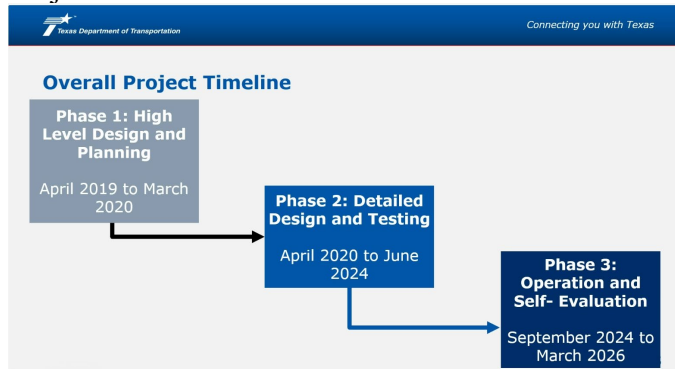 Texas Department of Transportation
Connecting you with Texas
Overall Project Timeline
Phase 1: High
Level Design and
Planning
April 2019 to March
2020
Phase 2: Detailed
Design and Testing
April 2020 to June
2024
Phase 3:
Operation and
Self- Evaluation
September 2024 to
March 2026